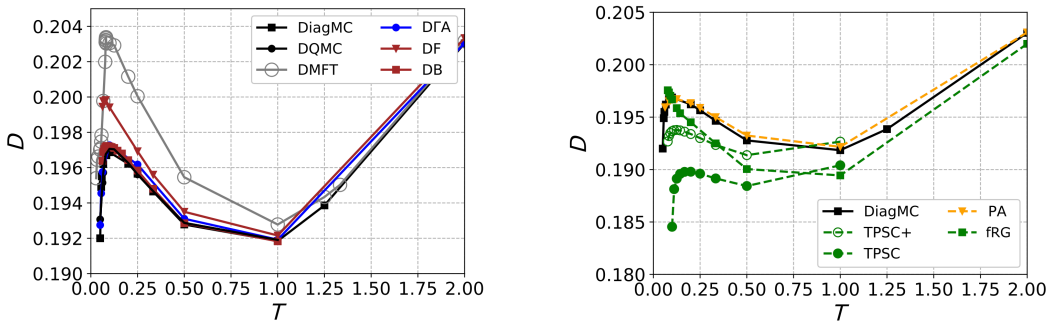 0.204
0.202
0.200
0.198
0.196
0.194
0.192
0.190
D
0.00 0.25 0.50 0.75 1.00 1.25 1.50 1.75 2.00
T
DiagMC
DQMC
DMFT
DΓA
DF
DB
0.205
0.200
0.195
0.190
0.185
0.180
D
0.00 0.25 0.50 0.75 1.00 1.25 1.50 1.75 2.00
T
DiagMC
TPSC+
TPSC
PA
fRG